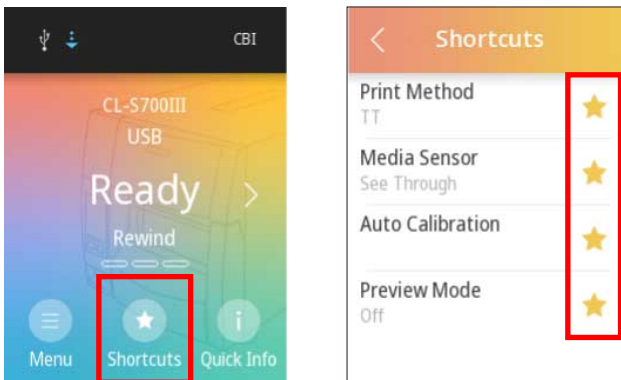 CBI
CL-S700III
USB
Ready
Rewind
Menu
Shortcuts
Quick Info
Shortcuts
Print Method
TT
Media Sensor
See Through
Auto Calibration
Preview Mode
Off